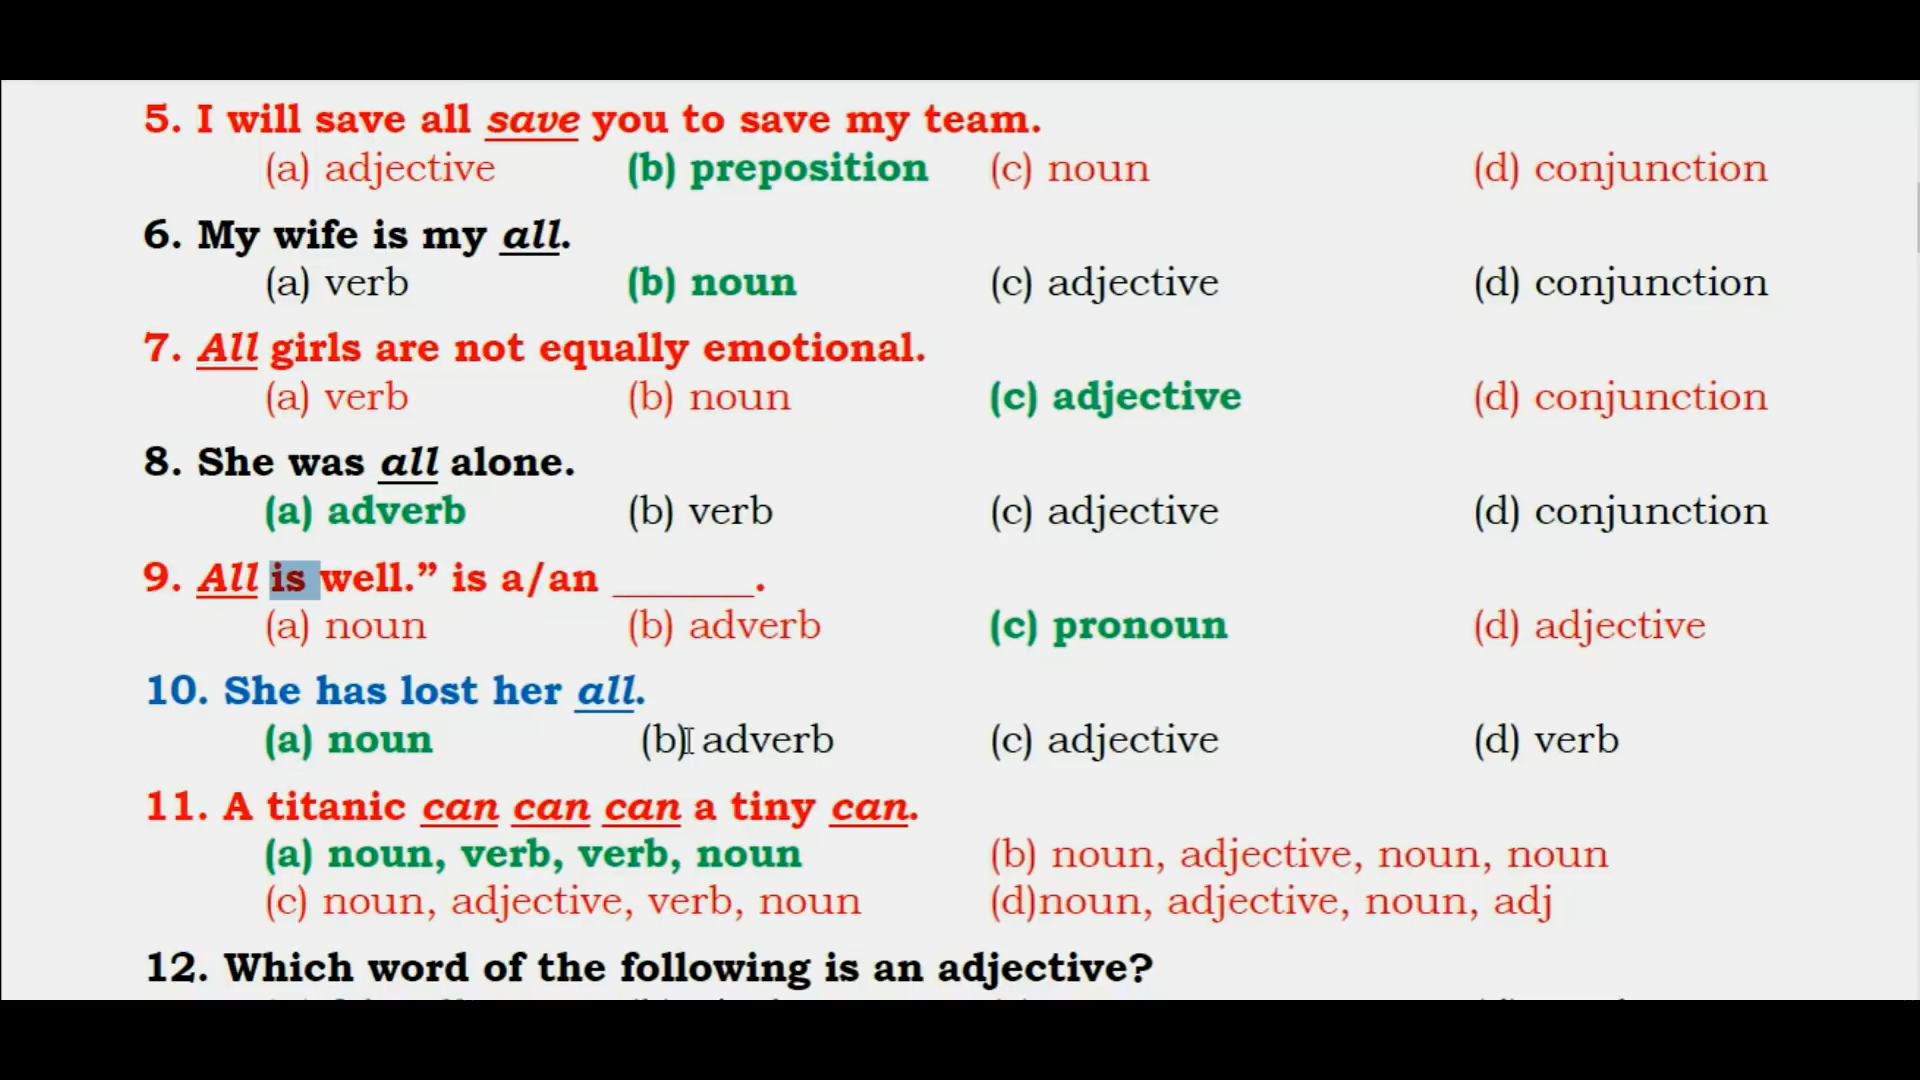 5. I will save all save you to save my team.
(a) adjective (b) preposition (c) noun (d) conjunction
6. My wife is my all.
(a) verb (b) noun (c) adjective (d) conjunction
7. All girls are not equally emotional.
(a) verb (b) noun (c) adjective (d) conjunction
8. She was all alone.
(a) adverb (b) verb (c) adjective (d) conjunction
9. All is well.” is a/an _______.
(a) noun (b) adverb (c) pronoun (d) adjective
10. She has lost her all.
(a) noun (b) adverb (c) adjective (d) verb
11. A titanic can can can a tiny can.
(a) noun, verb, verb, noun (b) noun, adjective, noun, noun
(c) noun, adjective, verb, noun (d)noun, adjective, noun, adj
12. Which word of the following is an adjective?